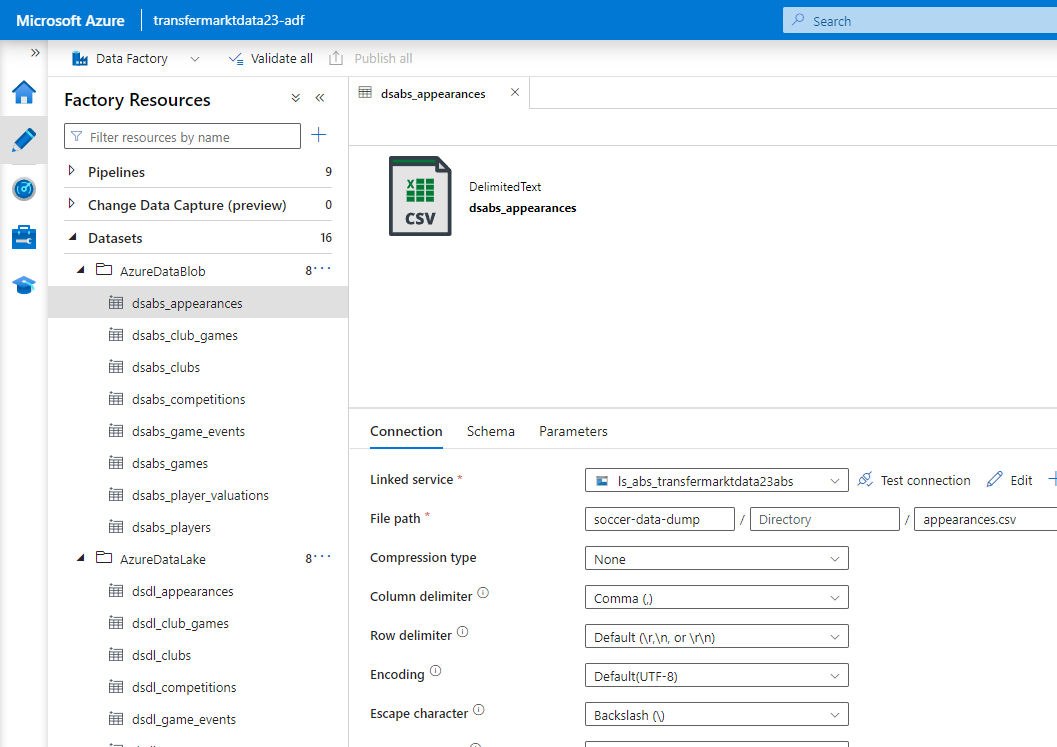 Microsoft Azure
transfermarktdata23-adf
Search
Data Factory
Validate all
Publish all
Factory Resources
Filter resources by name
Pipelines 9
Change Data Capture (preview) 0
Datasets 16
AzureDataBlob 8
dsabs_appearances
dsabs_club_games
dsabs_clubs
dsabs_competitions
dsabs_game_events
dsabs_games
dsabs_player_valuations
dsabs_players
AzureDataLake 8
dsdl_appearances
dsdl_club_games
dsdl_clubs
dsdl_competitions
dsdl_game_events
dsabs_appearances
X
CSV
DelimitedText
dsabs_appearances
Connection Schema Parameters
Linked service * ls_abs_transfermarktdata23abs Test connection Edit
File path * soccer-data-dump / Directory / appearances.csv
Compression type None
Column delimiter Comma (,)
Row delimiter Default (\r,\n, or \r\n)
Encoding Default(UTF-8)
Escape character Backslash (\)